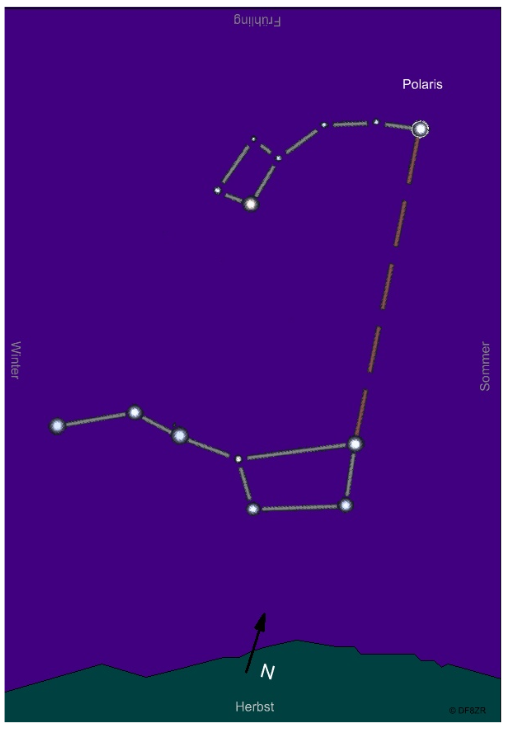 Frühling
Polaris
Winter
Sommer
N
Herbst
© DF8ZR